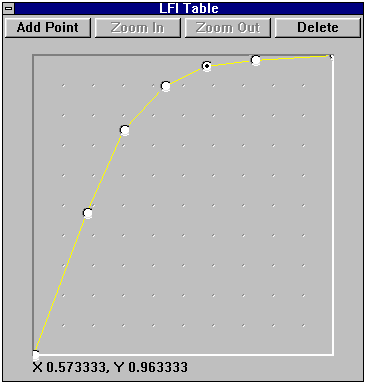 LFI Table
Add Point Zoom In Zoom Out Delete
X 0.573333, Y 0.963333